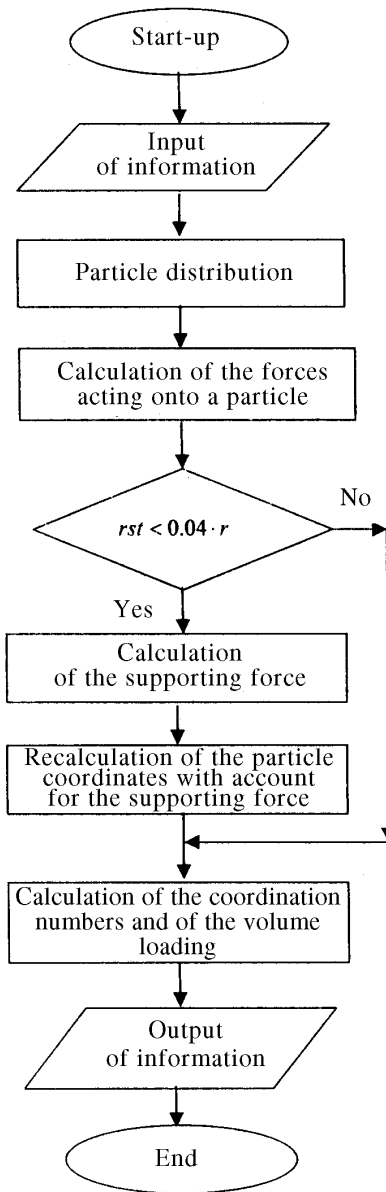 Start-up
Input
of information
Particle distribution
Calculation of the forces
acting onto a particle
rst < 0.04 · r
No
Yes
Calculation
of the supporting force
Recalculation of the particle
coordinates with account
for the supporting force
Calculation of the coordination
numbers and of the volume
loading
Output
of information
End